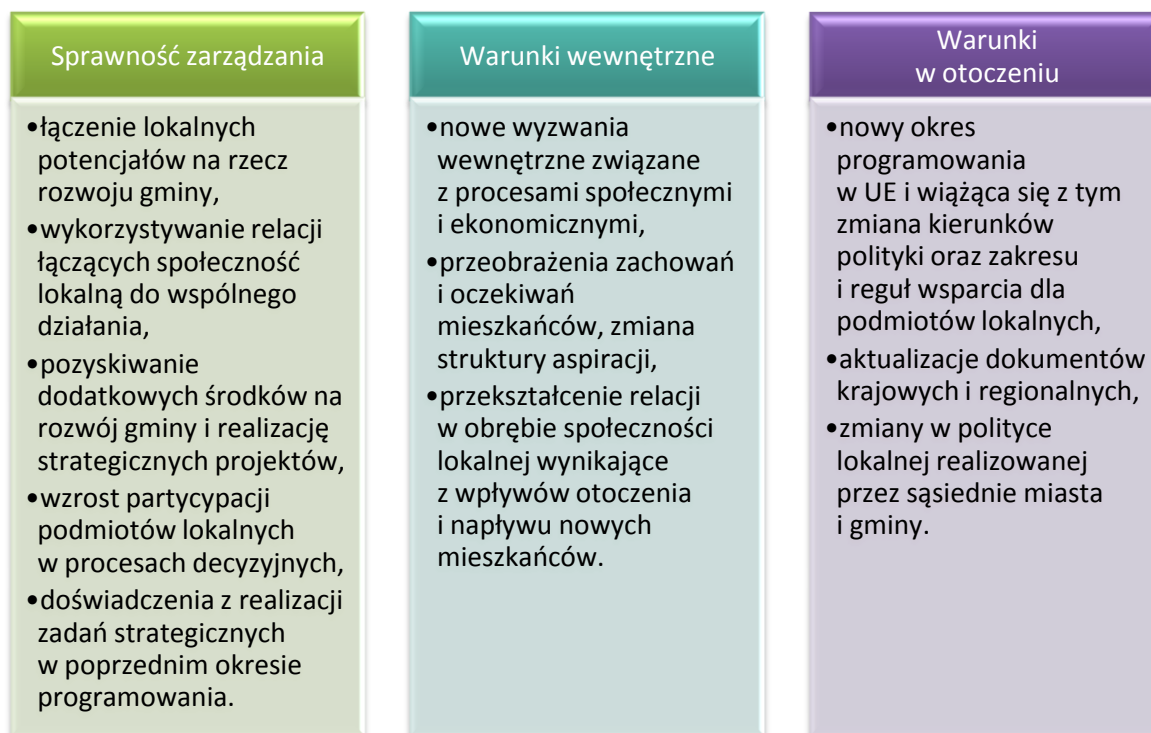 Sprawność zarządzania
•łączenie lokalnych
potencjałów na rzecz
rozwoju gminy,
•wykorzystywanie relacji
łączących społeczność
lokalną do wspólnego
działania,
•pozyskiwanie
dodatkowych środków na
rozwój gminy i realizację
strategicznych projektów,
•wzrost partycypacji
podmiotów lokalnych
w procesach decyzyjnych,
•doświadczenia z realizacji
zadań strategicznych
w poprzednim okresie
programowania.
Warunki wewnętrzne
•nowe wyzwania
wewnętrzne związane
z procesami społecznymi
i ekonomicznymi,
•przeobrażenia zachowań
i oczekiwań
mieszkańców, zmiana
struktury aspiracji,
•przekształcenie relacji
w obrębie społeczności
lokalnej wynikające
z wpływów otoczenia
i napływu nowych
mieszkańców.
Warunki
w otoczeniu
•nowy okres
programowania
w UE i wiążąca się z tym
zmiana kierunków
polityki oraz zakresu
i reguł wsparcia dla
podmiotów lokalnych,
•aktualizacje dokumentów
krajowych i regionalnych,
•zmiany w polityce
lokalnej realizowanej
przez sąsiednie miasta
i gminy.